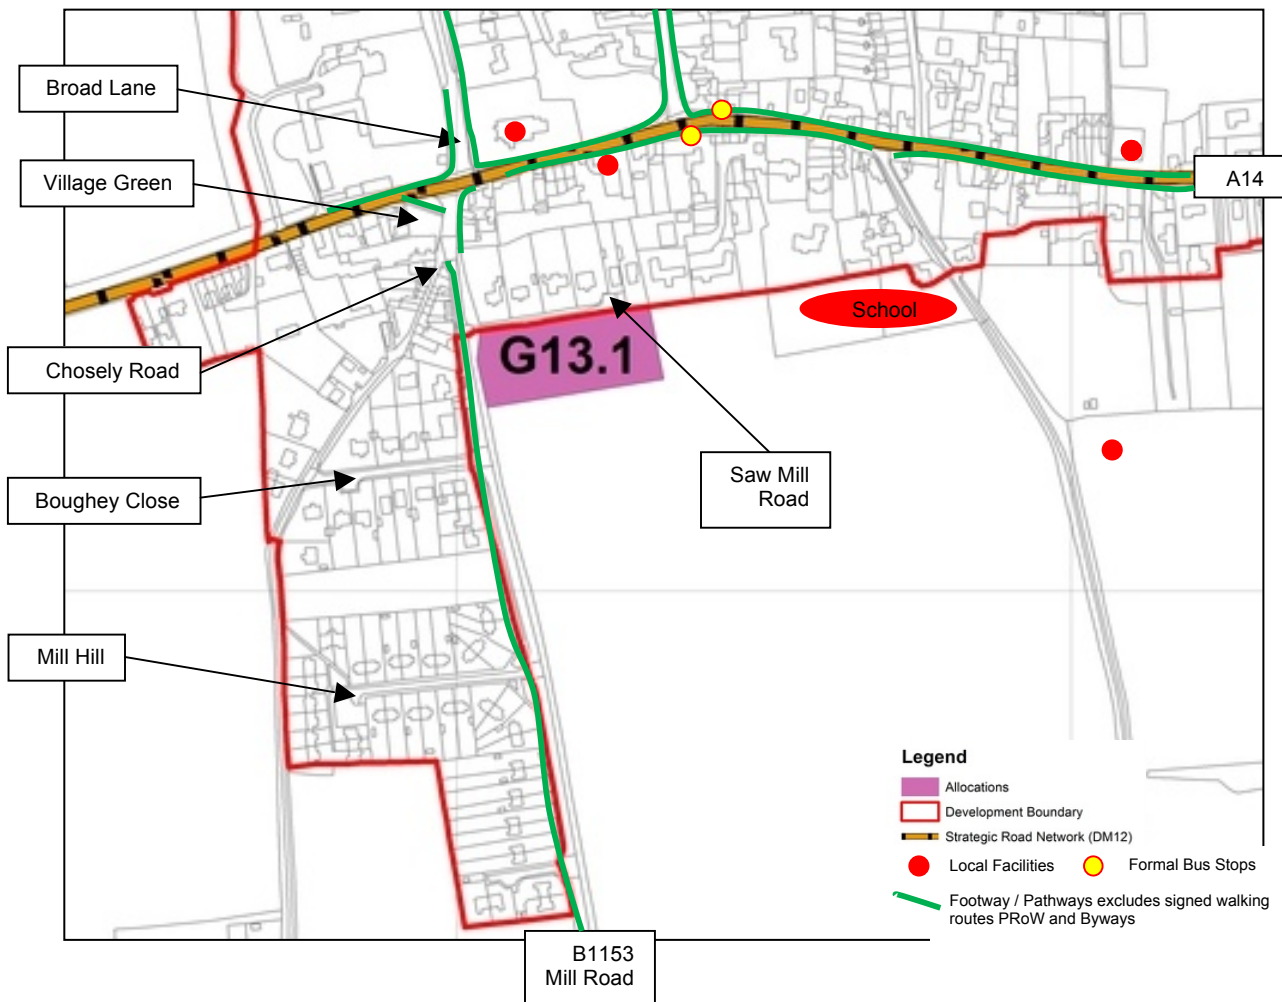 Broad Lane
Village Green
A14
School
G13.1
Chosely Road
Saw Mill
Road
Boughey Close
Mill Hill
Legend
Allocations
Development Boundary
Strategic Road Network (DM12)
Local Facilities
Formal Bus Stops
Footway / Pathways excludes signed walking
routes PRoW and Byways
B1153
Mill Road